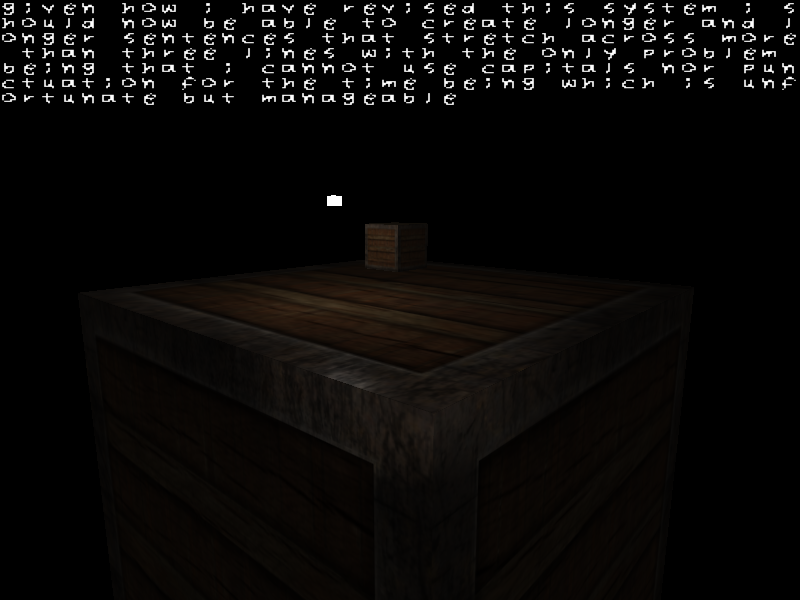 given how i have revised this system i s
hould now be able to create longer and l
onger sentences that stretch across more
than three lines with the only problem
being that i cannot use capitals nor pun
ctuation for the time being which is unf
ortunate but manageable